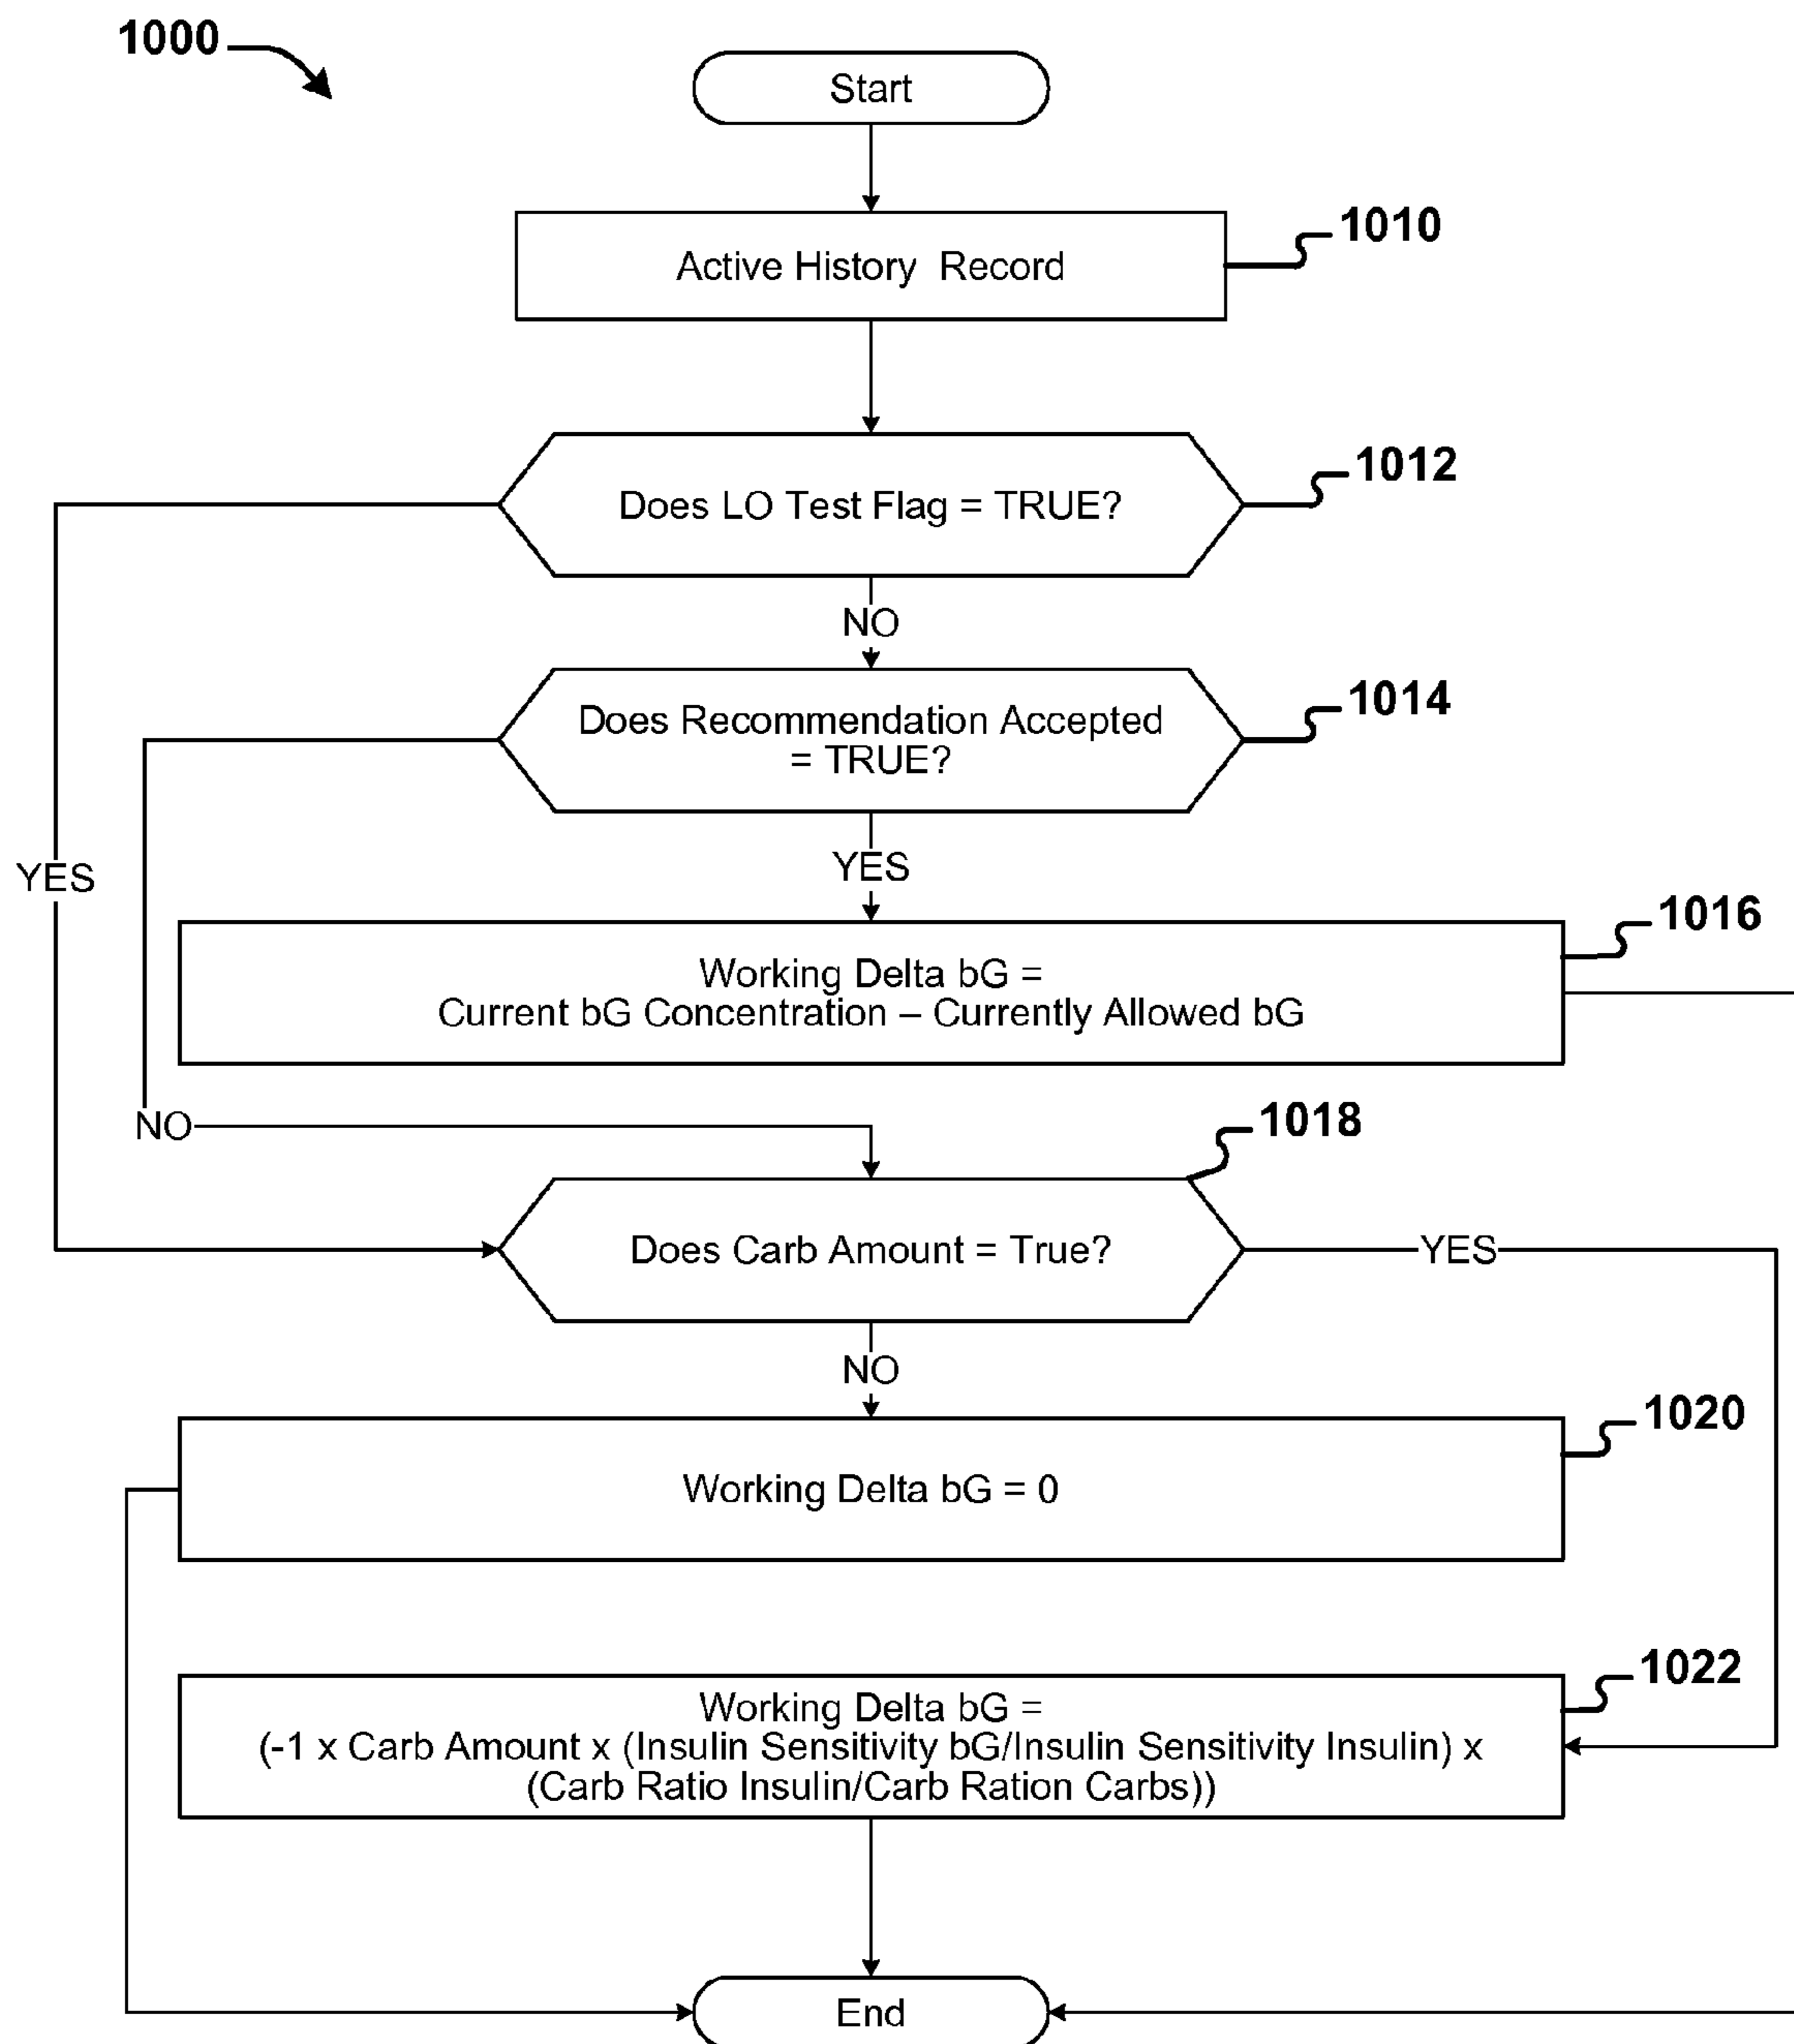 1000
Start
Active History Record
1010
Does LO Test Flag = TRUE?
1012
NO
Does Recommendation Accepted
= TRUE?
1014
YES
YES
Working Delta bG =
Current bG Concentration – Currently Allowed bG
1016
NO
1018
Does Carb Amount = True?
YES
NO
1020
Working Delta bG = 0
1022
Working Delta bG =
(-1 x Carb Amount x (Insulin Sensitivity bG/Insulin Sensitivity Insulin) x
(Carb Ratio Insulin/Carb Ration Carbs))
End